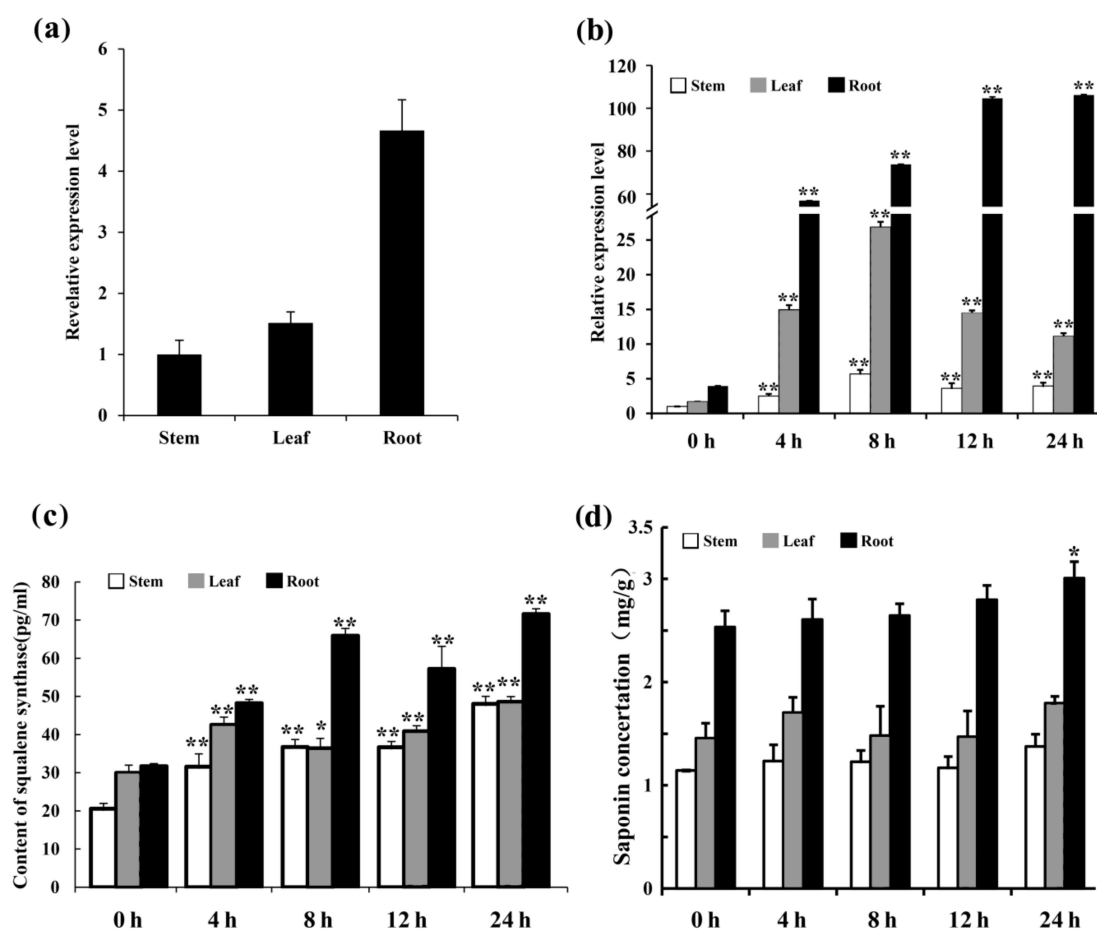 (a)
Revelative expression level
6
5
4
3
2
1
0
Stem Leaf Root
(b)
Relative expression level
120
100
80
60
25
15
10
5
0
Stem Leaf Root
** ** **
** ** **
** ** **
** ** **
0 h 4 h 8 h 12 h 24 h
(c)
Content of squalene synthase(pg/ml)
80
70
60
50
40
30
20
10
0
Stem Leaf Root
** ** **
** * **
** ** **
** ** **
0 h 4 h 8 h 12 h 24 h
(d)
Saponin concertation（mg/g）
3.5
3
2
1
0
Stem Leaf Root
*
0 h 4 h 8 h 12 h 24 h